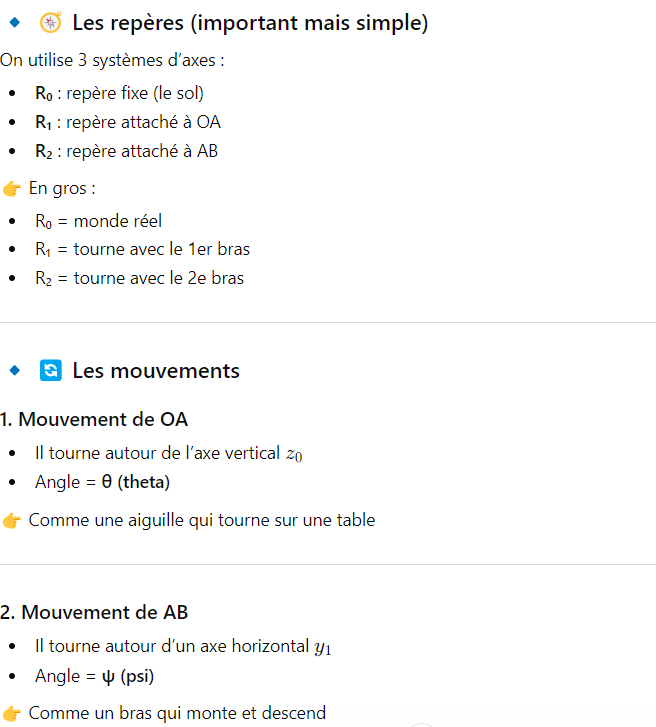 🔹 🧭 Les repères (important mais simple)
On utilise 3 systèmes d’axes :
• R₀ : repère fixe (le sol)
• R₁ : repère attaché à OA
• R₂ : repère attaché à AB
👉 En gros :
• R₀ = monde réel
• R₁ = tourne avec le 1er bras
• R₂ = tourne avec le 2e bras
🔹 🔄 Les mouvements
1. Mouvement de OA
• Il tourne autour de l’axe vertical z₀
• Angle = θ (theta)
👉 Comme une aiguille qui tourne sur une table
2. Mouvement de AB
• Il tourne autour d’un axe horizontal y₁
• Angle = ψ (psi)
👉 Comme un bras qui monte et descend